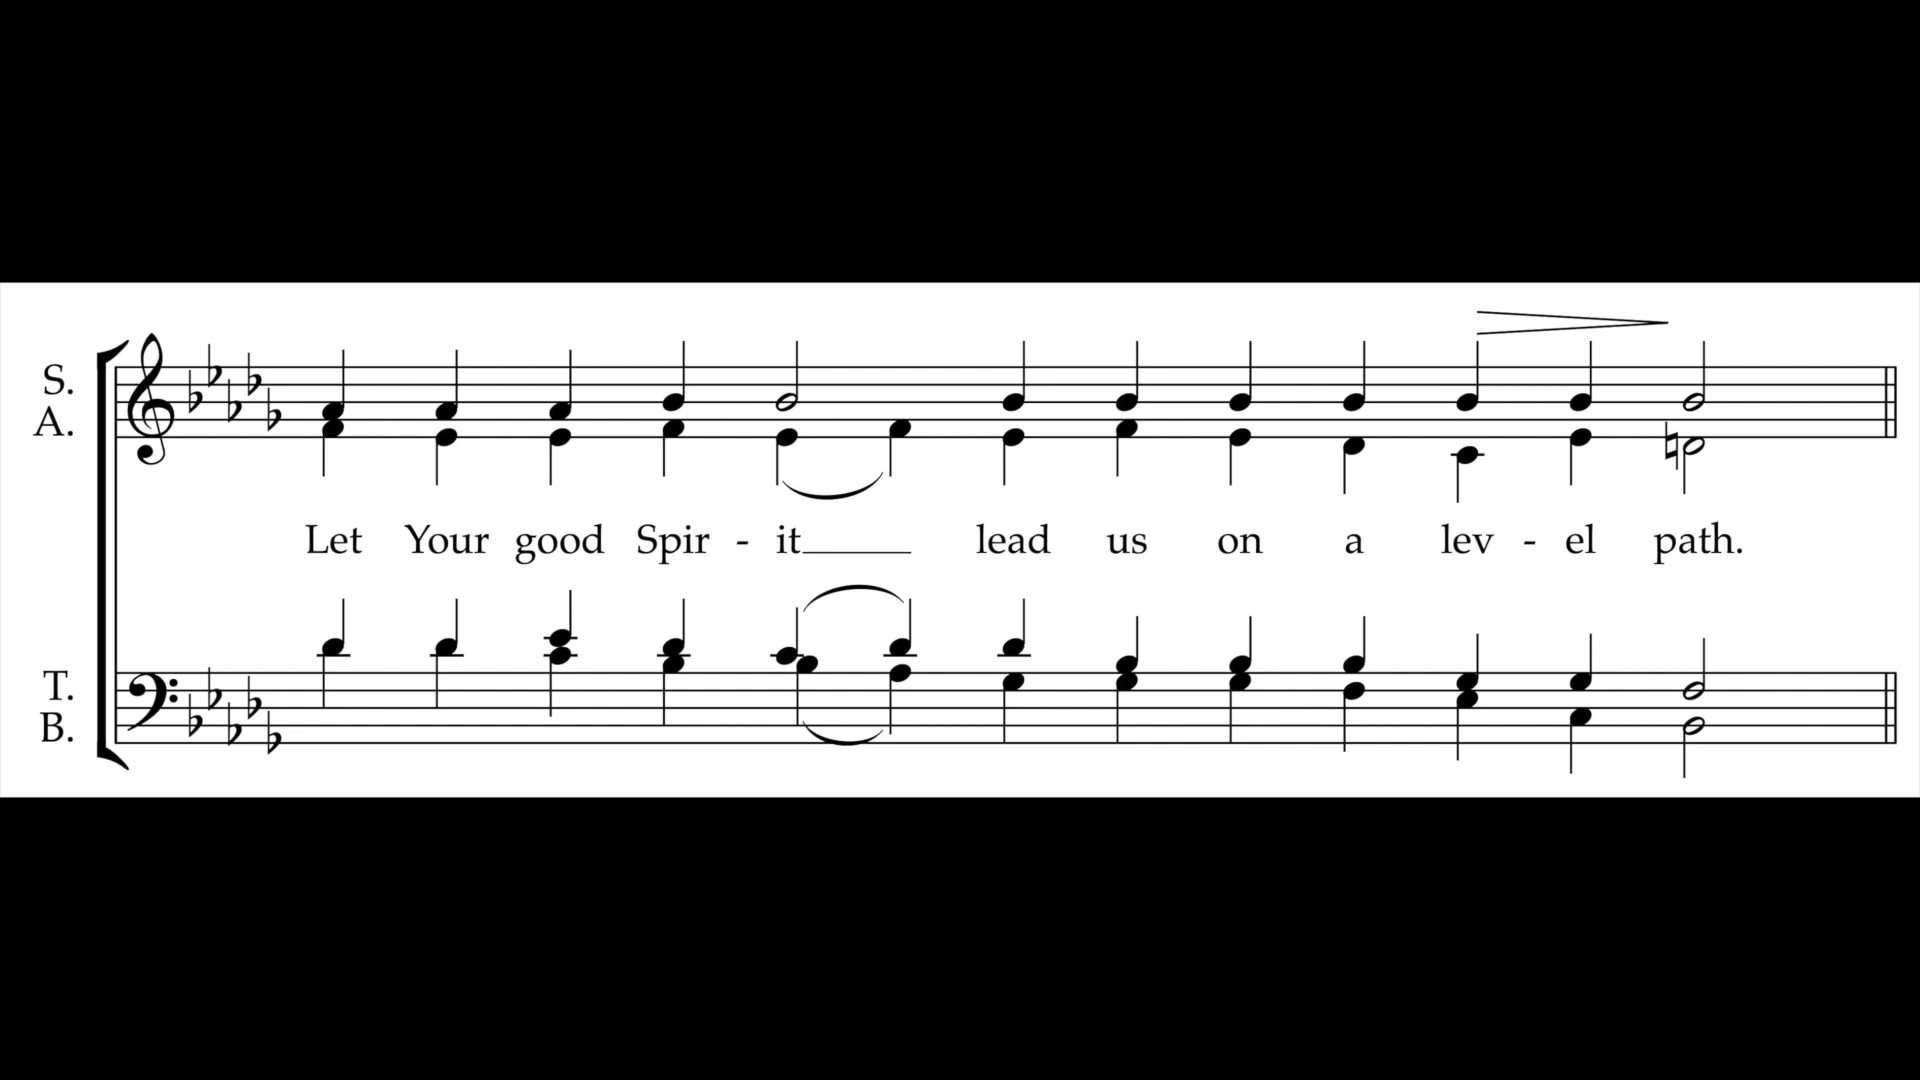 S.
A.
Let Your good Spir - it lead us on a lev - el path.
T.
B.